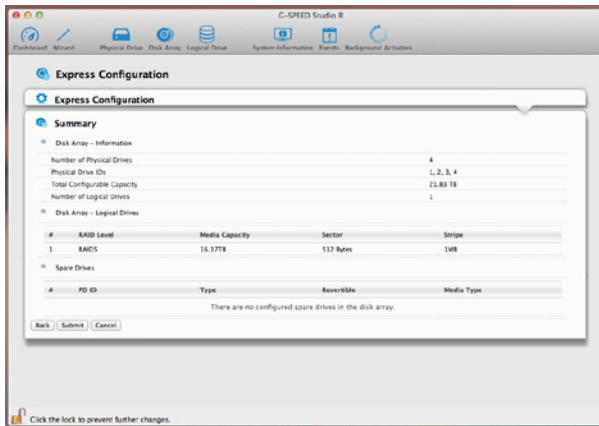 G-SPEED Studio R
Dashboard Wizard Physical Drive Disk Array Logical Drive System Information Events Background Activities
Express Configuration
Express Configuration
Summary
Disk Array - Information
Number of Physical Drives 4
Physical Drive IDs 1, 2, 3, 4
Total Configurable Capacity 21.83 TB
Number of Logical Drives 1
Disk Array - Logical Drives
# RAID Level Media Capacity Sector Stripe
1 RAID5 16.37TB 512 Bytes 1MB
Spare Drives
# PD ID Type Revertible Media Type
There are no configured spare drives in the disk array.
Back Submit Cancel
Click the lock to prevent further changes.